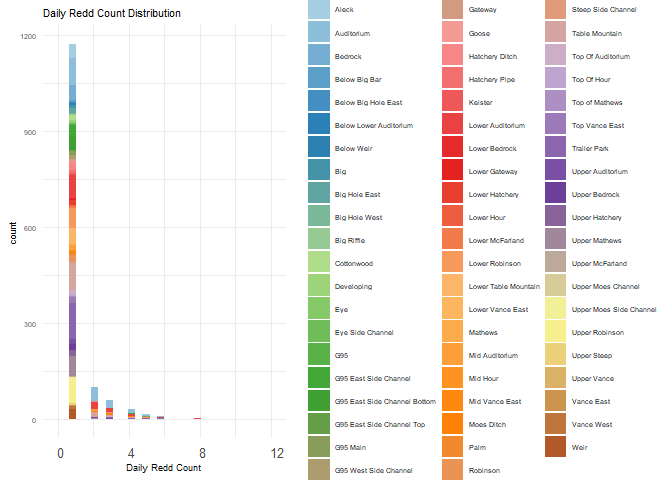 Daily Redd Count Distribution
count
1200
900
600
300
0
0
4
8
12
Daily Redd Count
Aleck
Auditorium
Bedrock
Below Big Bar
Below Big Hole East
Below Lower Auditorium
Below Weir
Big
Big Hole East
Big Hole West
Big Riffle
Cottonwood
Developing
Eye
Eye Side Channel
G95
G95 East Side Channel
G95 East Side Channel Bottom
G95 East Side Channel Top
G95 Main
G95 West Side Channel
Gateway
Goose
Hatchery Ditch
Hatchery Pipe
Keister
Lower Auditorium
Lower Bedrock
Lower Gateway
Lower Hatchery
Lower Hour
Lower McFarland
Lower Robinson
Lower Table Mountain
Lower Vance East
Mathews
Mid Auditorium
Mid Hour
Mid Vance East
Moes Ditch
Palm
Robinson
Steep Side Channel
Table Mountain
Top Of Auditorium
Top Of Hour
Top of Mathews
Top Vance East
Trailer Park
Upper Auditorium
Upper Bedrock
Upper Hatchery
Upper Mathews
Upper McFarland
Upper Moes Channel
Upper Moes Side Channel
Upper Robinson
Upper Steep
Upper Vance
Vance East
Vance West
Weir